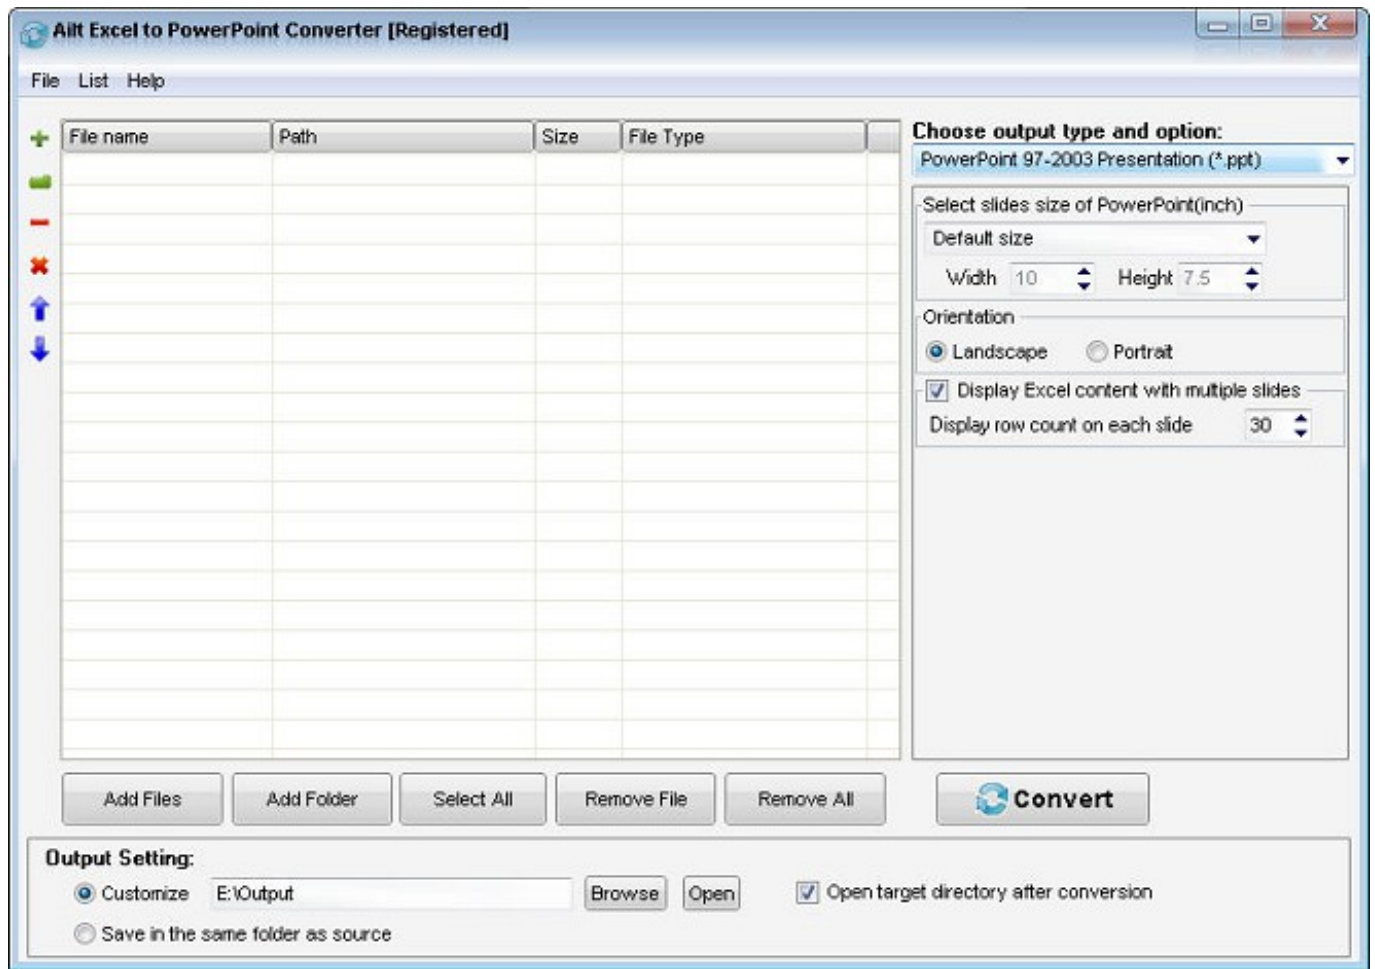 Ailt Excel to PowerPoint Converter [Registered]
File List Help
File name Path Size File Type
Choose output type and option:
PowerPoint 97-2003 Presentation (*.ppt)
Select slides size of PowerPoint(inch)
Default size
Width 10 Height 7.5
Orientation
Landscape Portrait
Display Excel content with multiple slides
Display row count on each slide 30
Add Files Add Folder Select All Remove File Remove All Convert
Output Setting:
Customize E:\Output Browse Open Open target directory after conversion
Save in the same folder as source